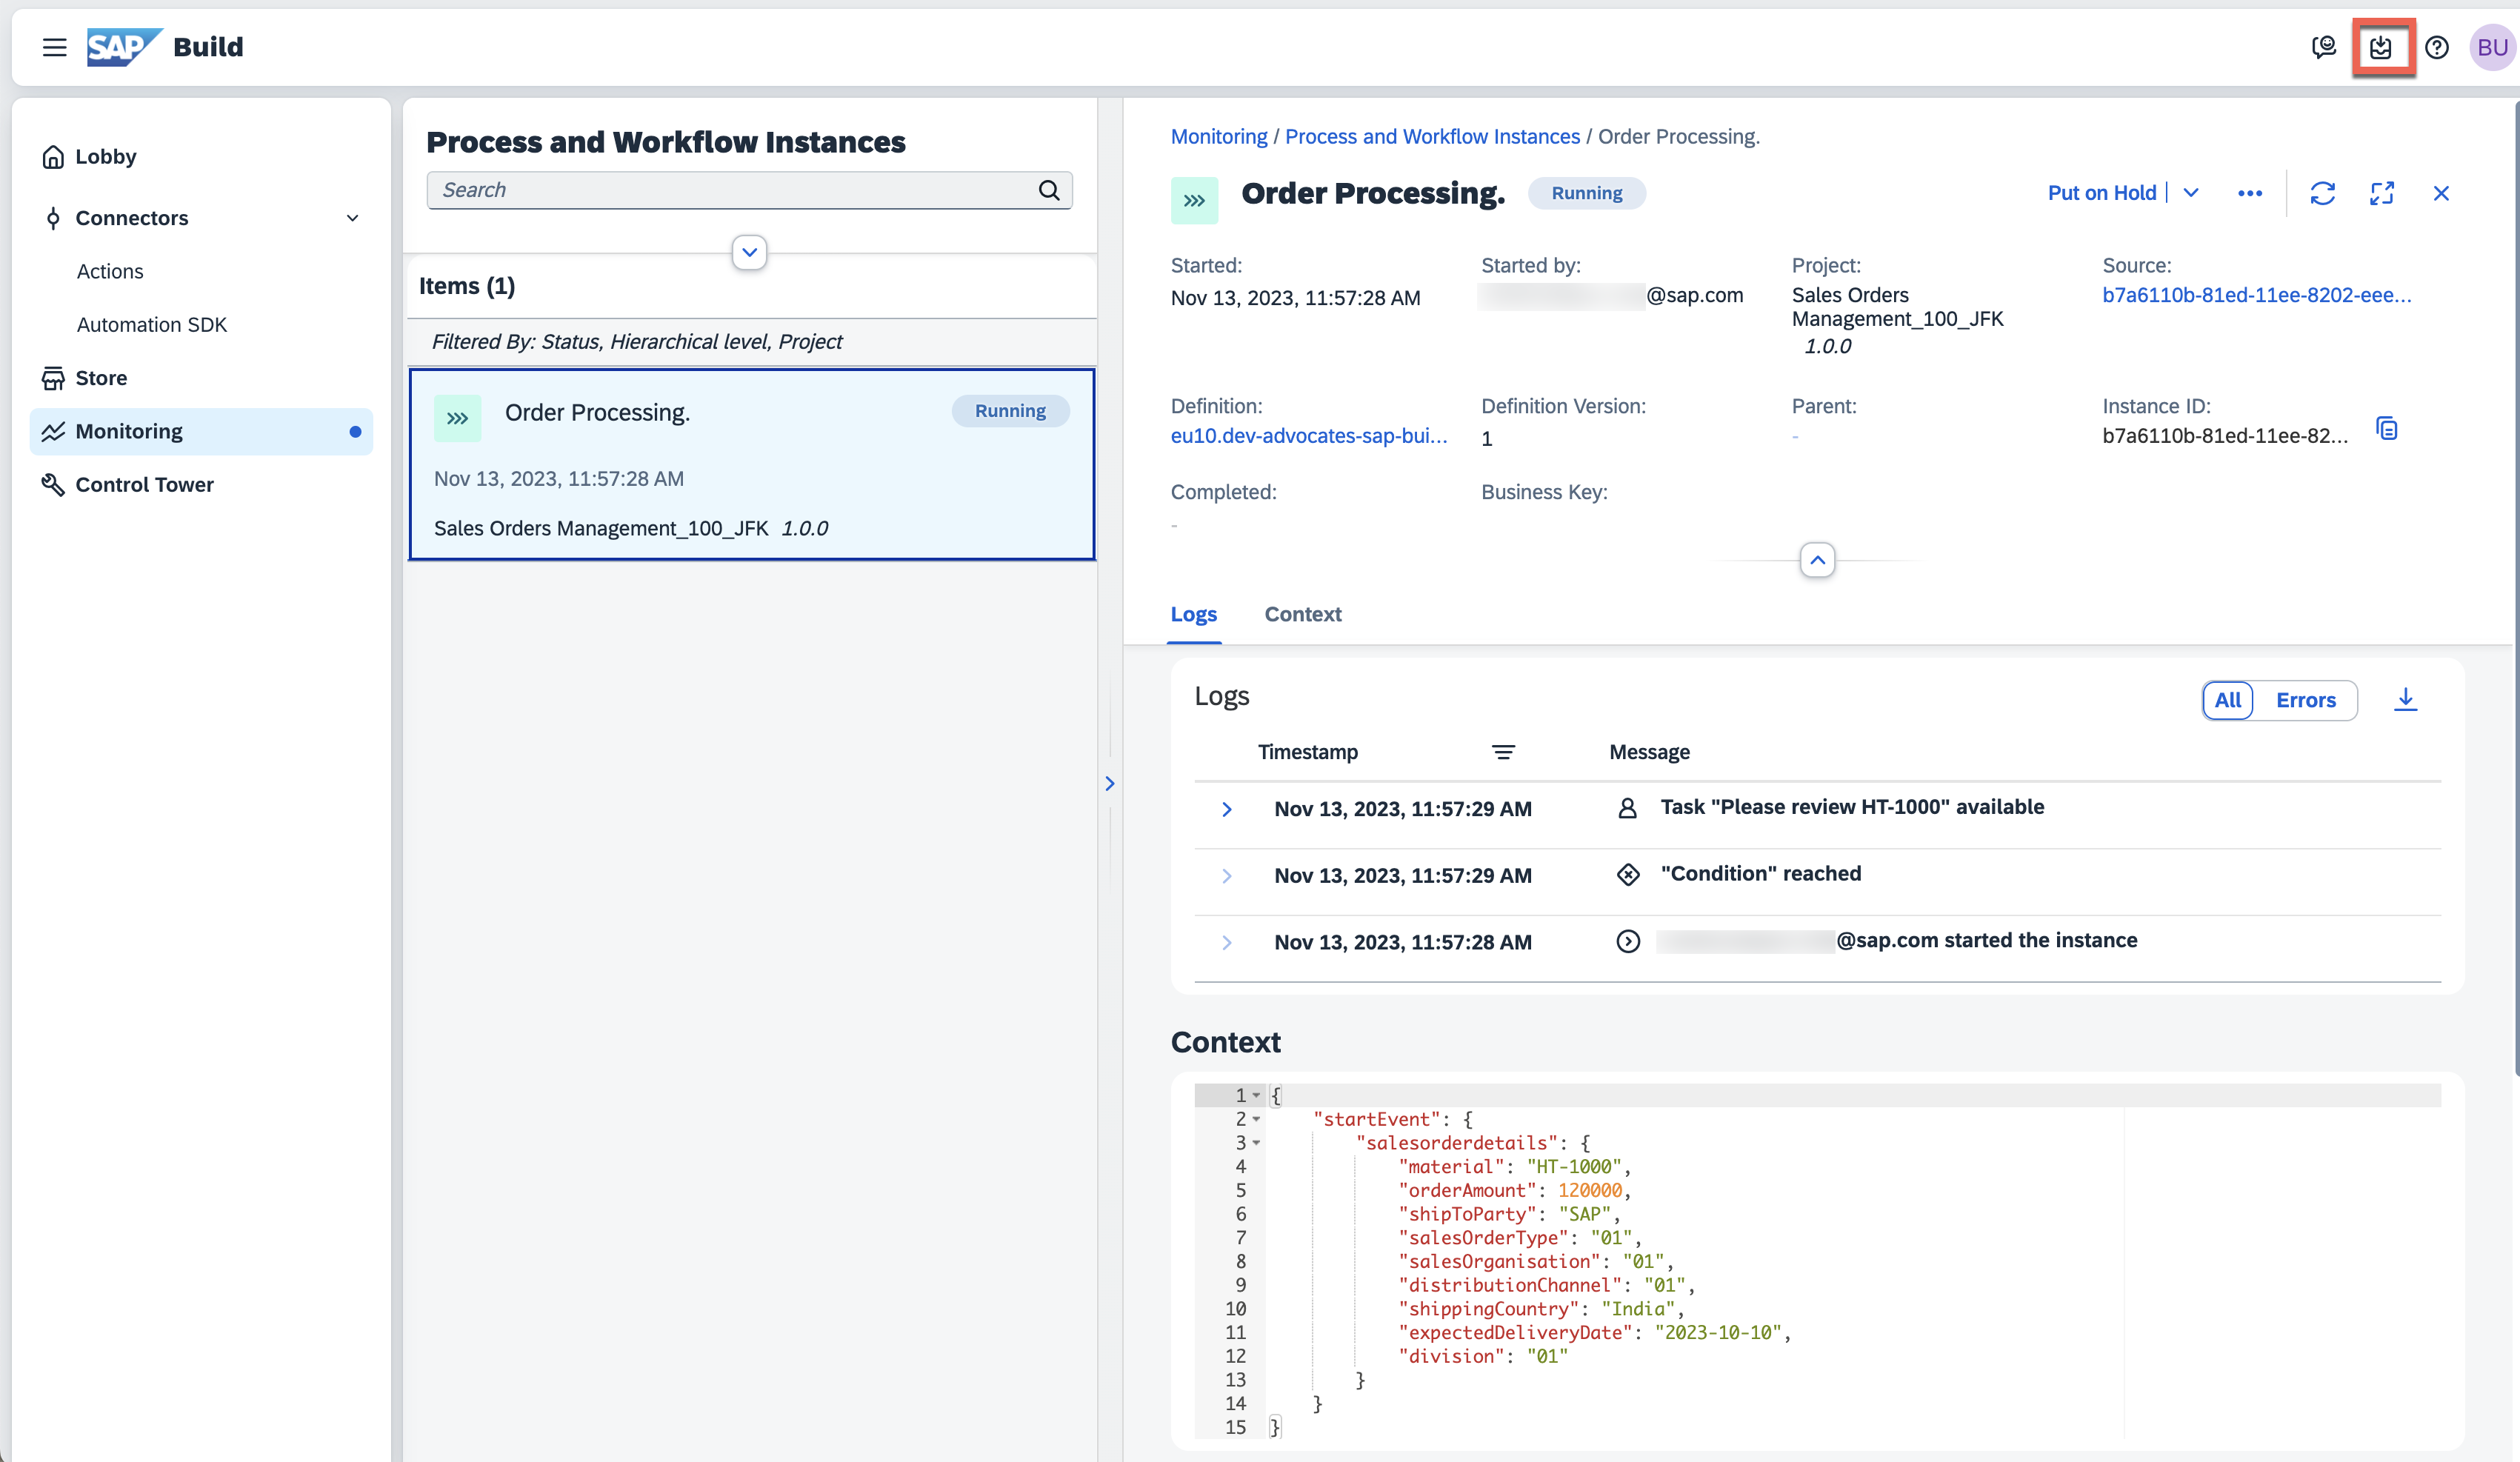 SAP Build
BU
Lobby
Connectors
Actions
Automation SDK
Store
Monitoring
Control Tower
Process and Workflow Instances
Search
Items (1)
Filtered By: Status, Hierarchical level, Project
Order Processing.
Running
Nov 13, 2023, 11:57:28 AM
Sales Orders Management_100_JFK 1.0.0
Monitoring / Process and Workflow Instances / Order Processing.
Order Processing.
Running
Put on Hold
Started:
Nov 13, 2023, 11:57:28 AM
Started by:
@sap.com
Project:
Sales Orders
Management_100_JFK
1.0.0
Source:
b7a6110b-81ed-11ee-8202-eee...
Definition:
eu10.dev-advocates-sap-bui...
Definition Version:
1
Parent:
-
Instance ID:
b7a6110b-81ed-11ee-82...
Completed:
-
Business Key:
Logs
Context
Logs
All
Errors
Timestamp
Message
Nov 13, 2023, 11:57:29 AM
Task "Please review HT-1000" available
Nov 13, 2023, 11:57:29 AM
"Condition" reached
Nov 13, 2023, 11:57:28 AM
@sap.com started the instance
Context
1 {
2 "startEvent": {
3 "salesorderdetails": {
4 "material": "HT-1000",
5 "orderAmount": 120000,
6 "shipToParty": "SAP",
7 "salesOrderType": "01",
8 "salesOrganisation": "01",
9 "distributionChannel": "01",
10 "shippingCountry": "India",
11 "expectedDeliveryDate": "2023-10-10",
12 "division": "01"
13 }
14 }
15 }